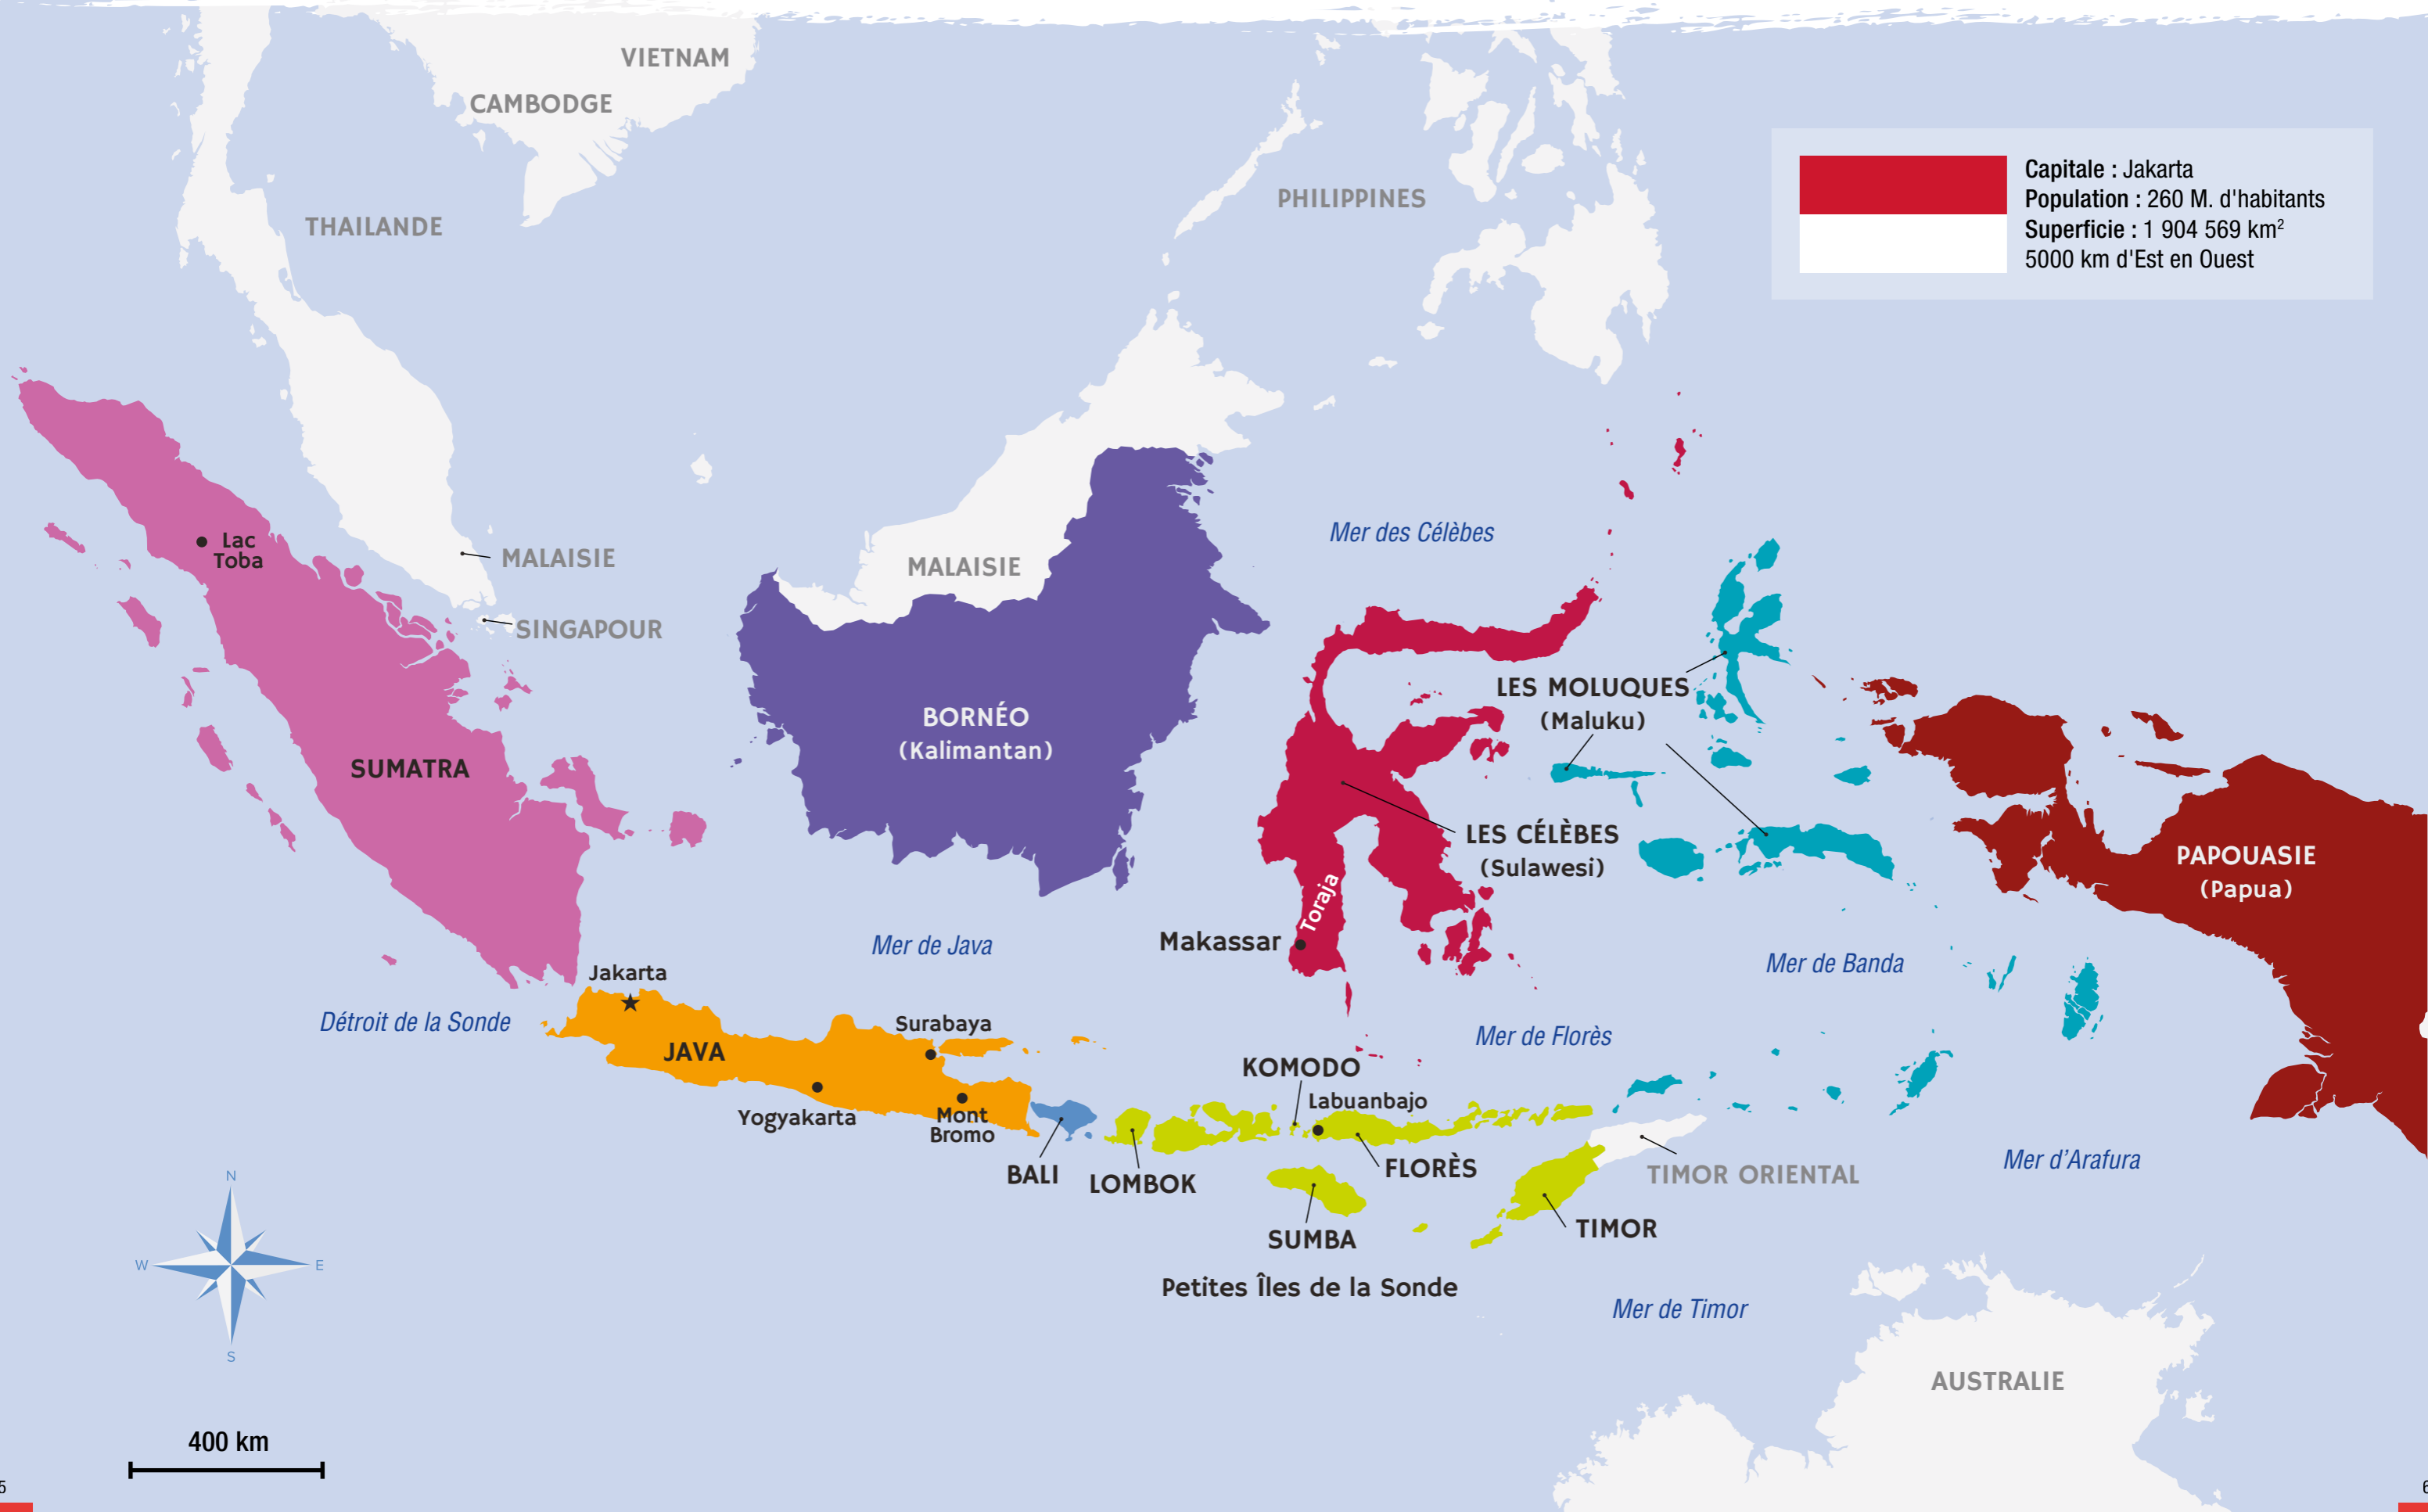 VIETNAM
CAMBODGE
THAILANDE
PHILIPPINES
Capitale : Jakarta
Population : 260 M. d'habitants
Superficie : 1 904 569 km²
5000 km d'Est en Ouest
Mer des Célèbes
Lac
Toba
MALAISIE
MALAISIE
SINGAPOUR
LES MOLUQUES
(Maluku)
BORNÉO
(Kalimantan)
SUMATRA
LES CÉLÈBES
(Sulawesi)
PAPOUASIE
(Papua)
Toraja
Makassar
Mer de Java
Mer de Banda
Jakarta
Détroit de la Sonde
Surabaya
Mer de Florès
JAVA
KOMODO
Labuanbajo
Yogyakarta
Mont
Bromo
BALI
LOMBOK
FLORÈS
TIMOR ORIENTAL
Mer d’Arafura
SUMBA
TIMOR
Petites Îles de la Sonde
Mer de Timor
N
W
E
S
AUSTRALIE
400 km
5
6